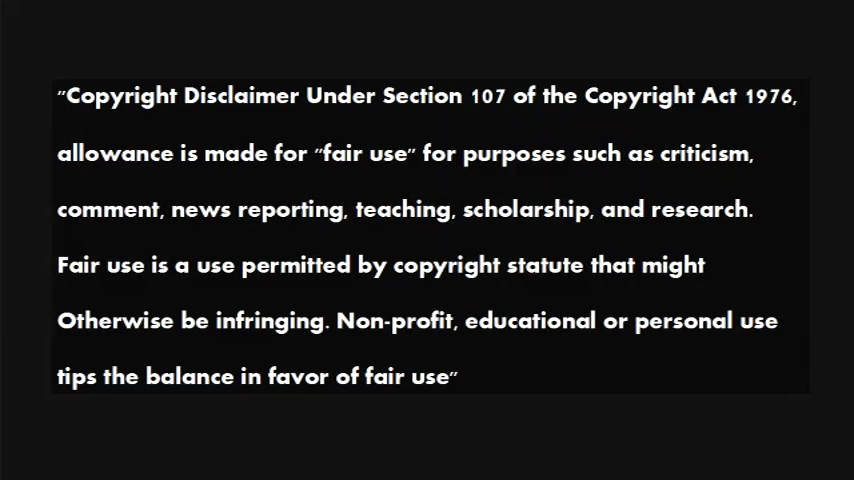 "Copyright Disclaimer Under Section 107 of the Copyright Act 1976,
allowance is made for "fair use" for purposes such as criticism,
comment, news reporting, teaching, scholarship, and research.
Fair use is a use permitted by copyright statute that might
Otherwise be infringing. Non-profit, educational or personal use
tips the balance in favor of fair use"